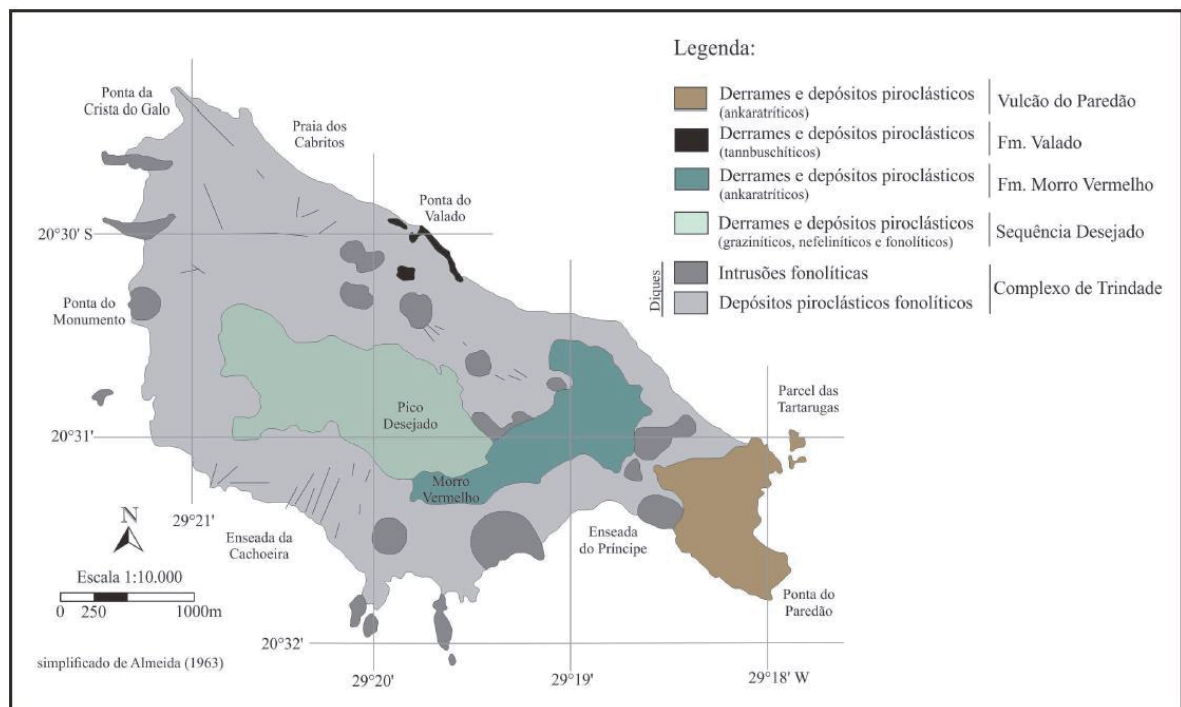 Legenda:
Derrames e depósitos piroclásticos
(ankaratríticos)
Vulcão do Paredão
Derrames e depósitos piroclásticos
(tannbuschíticos)
Fm. Valado
Derrames e depósitos piroclásticos
(ankaratríticos)
Fm. Morro Vermelho
Derrames e depósitos piroclásticos
(graziníticos, nefeliníticos e fonolíticos)
Sequência Desejado
Diques
Intrusões fonolíticas
Depósitos piroclásticos fonolíticos
Complexo de Trindade
Ponta da
Crista do Galo
Praia dos
Cabritos
Ponta do
Valado
20°30' S
Ponta do
Monumento
Pico
Desejado
Parcel das
Tartarugas
20°31'
Morro
Vermelho
29°21'
Enseada da
Cachoeira
Enseada
do Príncipe
Ponta do
Paredão
N
Escala 1:10.000
0 250 1000m
20°32'
simplificado de Almeida (1963)
29°20'
29°19'
29°18' W